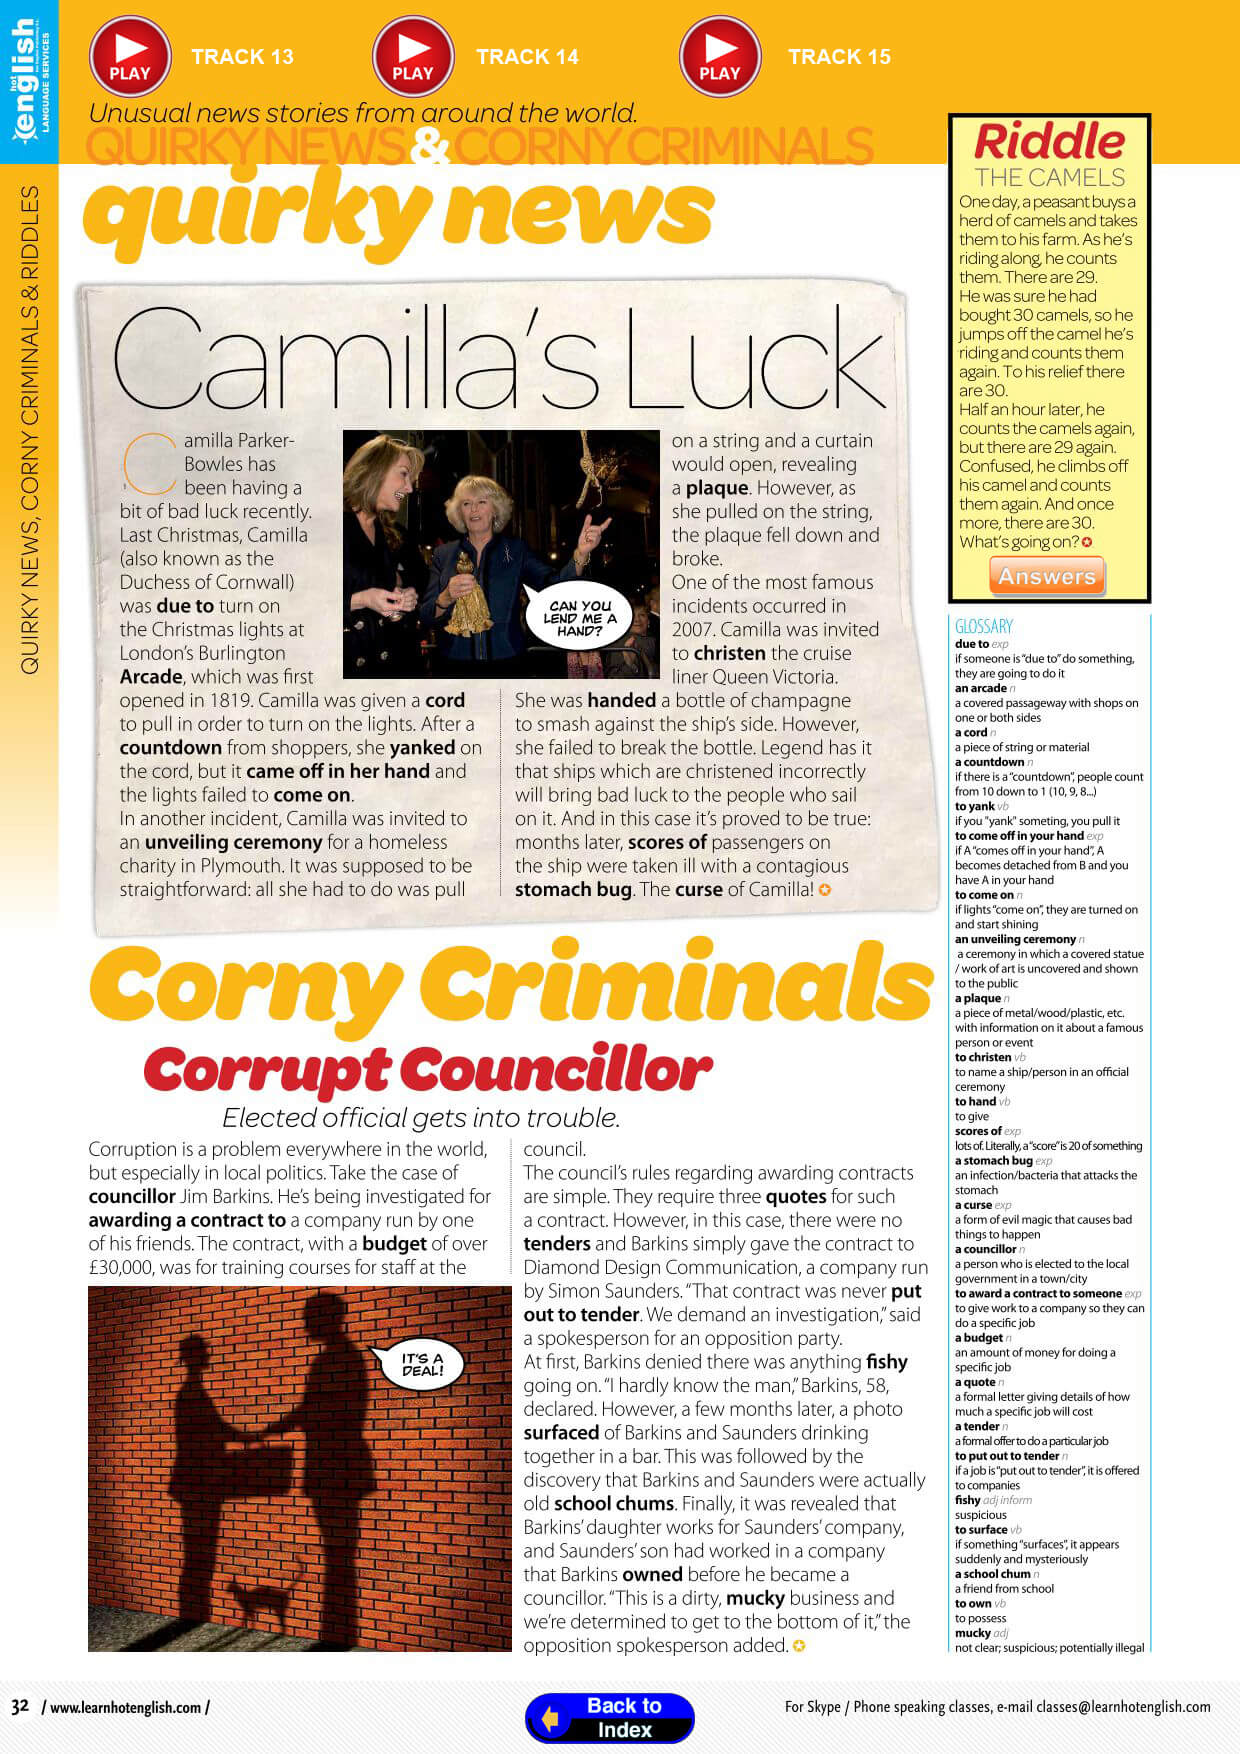 hot
english
LANGUAGE SERVICES
PLAY
TRACK 13
PLAY
TRACK 14
PLAY
TRACK 15
Unusual news stories from around the world.
QUIRKY NEWS & CORNY CRIMINALS
quirky news
QUIRKY NEWS, CORNY CRIMINALS & RIDDLES
Camilla's Luck
Camilla Parker-
Bowles has
been having a
bit of bad luck recently.
Last Christmas, Camilla
(also known as the
Duchess of Cornwall)
was due to turn on
the Christmas lights at
London's Burlington
Arcade, which was first
opened in 1819. Camilla was given a cord
to pull in order to turn on the lights. After a
countdown from shoppers, she yanked on
the cord, but it came off in her hand and
the lights failed to come on.
In another incident, Camilla was invited to
an unveiling ceremony for a homeless
charity in Plymouth. It was supposed to be
straightforward: all she had to do was pull
CAN YOU
LEND ME A
HAND?
on a string and a curtain
would open, revealing
a plaque. However, as
she pulled on the string,
the plaque fell down and
broke.
One of the most famous
incidents occurred in
2007. Camilla was invited
to christen the cruise
liner Queen Victoria.
She was handed a bottle of champagne
to smash against the ship's side. However,
she failed to break the bottle. Legend has it
that ships which are christened incorrectly
will bring bad luck to the people who sail
on it. And in this case it's proved to be true:
months later, scores of passengers on
the ship were taken ill with a contagious
stomach bug. The curse of Camilla!
Corny Criminals
Corrupt Councillor
Elected official gets into trouble.
Corruption is a problem everywhere in the world,
but especially in local politics. Take the case of
councillor Jim Barkins. He's being investigated for
awarding a contract to a company run by one
of his friends. The contract, with a budget of over
£30,000, was for training courses for staff at the
IT'S A
DEAL!
council.
The council's rules regarding awarding contracts
are simple. They require three quotes for such
a contract. However, in this case, there were no
tenders and Barkins simply gave the contract to
Diamond Design Communication, a company run
by Simon Saunders. "That contract was never put
out to tender. We demand an investigation," said
a spokesperson for an opposition party.
At first, Barkins denied there was anything fishy
going on. "I hardly know the man," Barkins, 58,
declared. However, a few months later, a photo
surfaced of Barkins and Saunders drinking
together in a bar. This was followed by the
discovery that Barkins and Saunders were actually
old school chums. Finally, it was revealed that
Barkins' daughter works for Saunders' company,
and Saunders' son had worked in a company
that Barkins owned before he became a
councillor. "This is a dirty, mucky business and
we're determined to get to the bottom of it," the
opposition spokesperson added.
Riddle
THE CAMELS
One day, a peasant buys a
herd of camels and takes
them to his farm. As he's
riding along, he counts
them. There are 29.
He was sure he had
bought 30 camels, so he
jumps off the camel he's
riding and counts them
again. To his relief there
are 30.
Half an hour later, he
counts the camels again,
but there are 29 again.
Confused, he climbs off
his camel and counts
them again. And once
more, there are 30.
What's going on?
Answers
GLOSSARY
due to exp
if someone is "due to" do something,
they are going to do it
an arcade n
a covered passageway with shops on
one or both sides
a cord n
a piece of string or material
a countdown n
if there is a "countdown", people count
from 10 down to 1 (10, 9, 8...)
to yank vb
if you "yank" someting, you pull it
to come off in your hand exp
if A "comes off in your hand", A
becomes detached from B and you
have A in your hand
to come on n
if lights "come on", they are turned on
and start shining
an unveiling ceremony n
a ceremony in which a covered statue
/ work of art is uncovered and shown
to the public
a plaque n
a piece of metal/wood/plastic, etc.
with information on it about a famous
person or event
to christen vb
to name a ship/person in an official
ceremony
to hand vb
to give
scores of exp
lots of. Literally, a "score" is 20 of something
a stomach bug exp
an infection/bacteria that attacks the
stomach
a curse exp
a form of evil magic that causes bad
things to happen
a councillor n
a person who is elected to the local
government in a town/city
to award a contract to someone exp
to give work to a company so they can
do a specific job
a budget n
an amount of money for doing a
specific job
a quote n
a formal letter giving details of how
much a specific job will cost
a tender n
a formal offer to do a particular job
to put out to tender n
if a job is "put out to tender", it is offered
to companies
fishy adj inform
suspicious
to surface vb
if something "surfaces", it appears
suddenly and mysteriously
a school chum n
a friend from school
to own vb
to possess
mucky adj
not clear; suspicious; potentially illegal
32 / www.learnhotenglish.com /
Back to
Index
For Skype / Phone speaking classes, e-mail classes@learnhotenglish.com